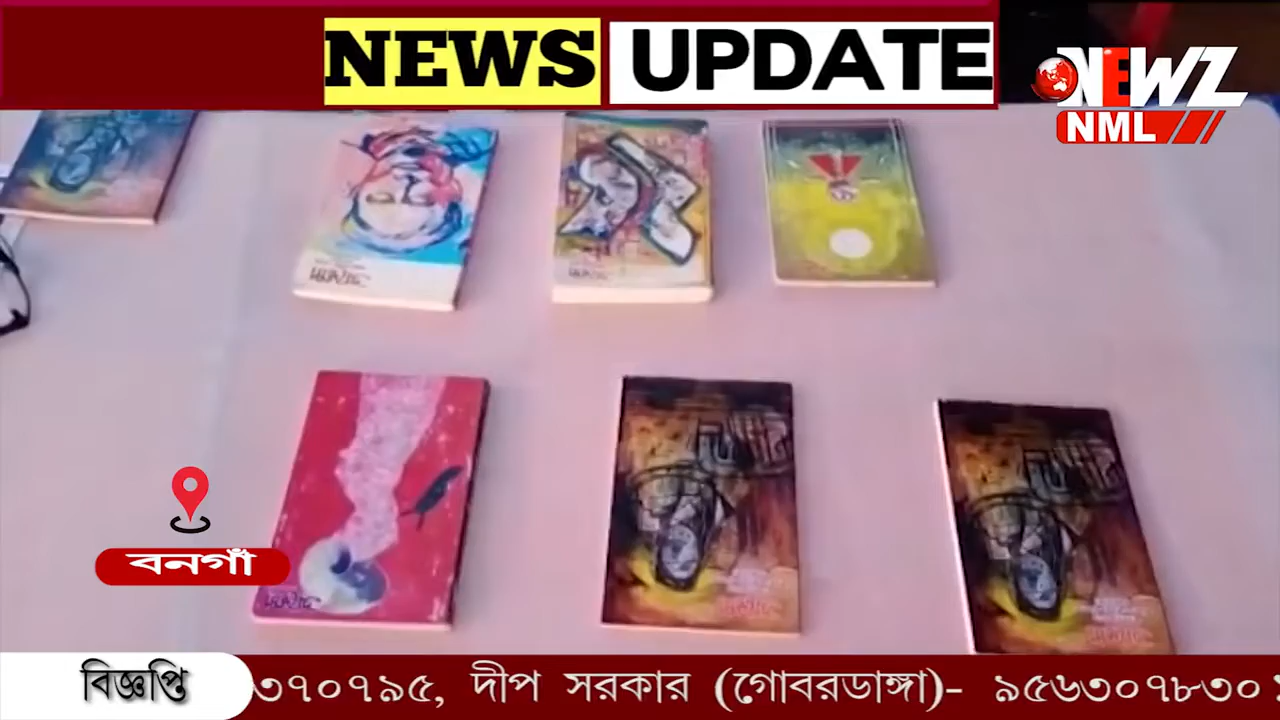 NEWS UPDATE
NEWZ
NML
বনগাঁ
বিজ্ঞপ্তি
৩৭০৭৯৫, দীপ সরকার (গোবরডাঙ্গা)- ৯৫৬৩০৭৮৩০